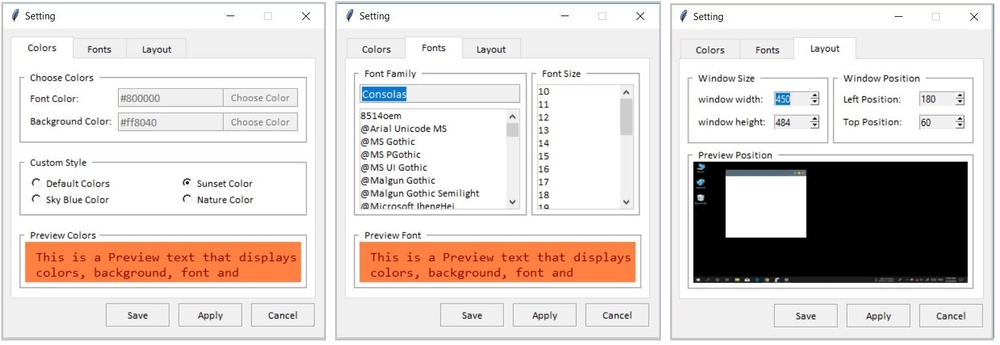 Setting
Colors Fonts Layout
Choose Colors
Font Color: #800000 Choose Color
Background Color: #ff8040 Choose Color
Custom Style
Default Colors Sunset Color
Sky Blue Color Nature Color
Preview Colors
This is a Preview text that displays
colors, background, font and
Save Apply Cancel
Setting
Colors Fonts Layout
Font Family
Consolas
8514oem
@Arial Unicode MS
@MS Gothic
@MS PGothic
@MS UI Gothic
@Malgun Gothic
@Malgun Gothic Semilight
@Microsoft JhengHei
Font Size
10
11
12
13
14
15
16
17
18
19
Preview Font
This is a Preview text that displays
colors, background, font and
Save Apply Cancel
Setting
Colors Fonts Layout
Window Size
window width: 450
window height: 484
Window Position
Left Position: 180
Top Position: 60
Preview Position
Save Apply Cancel